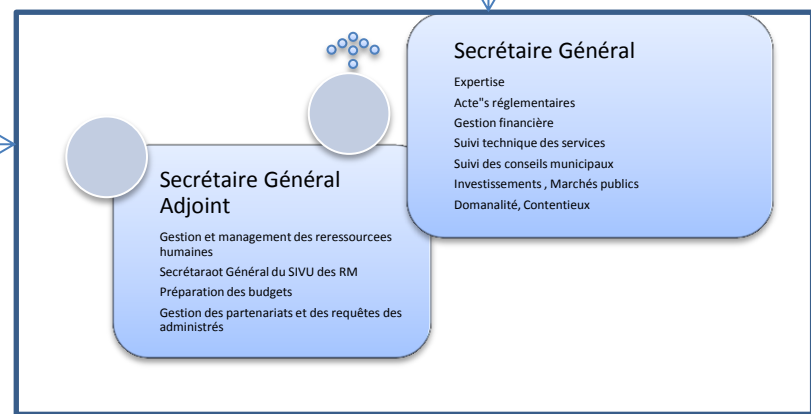 Secrétaire Général
Expertise
Acte"s réglementaires
Gestion financière
Suivi technique des services
Suivi des conseils municipaux
Investissements , Marchés publics
Domanalité, Contentieux
Secrétaire Général
Adjoint
Gestion et management des reressourcees
humaines
Secrétaraot Général du SIVU des RM
Préparation des budgets
Gestion des partenariats et des requêtes des
administrés